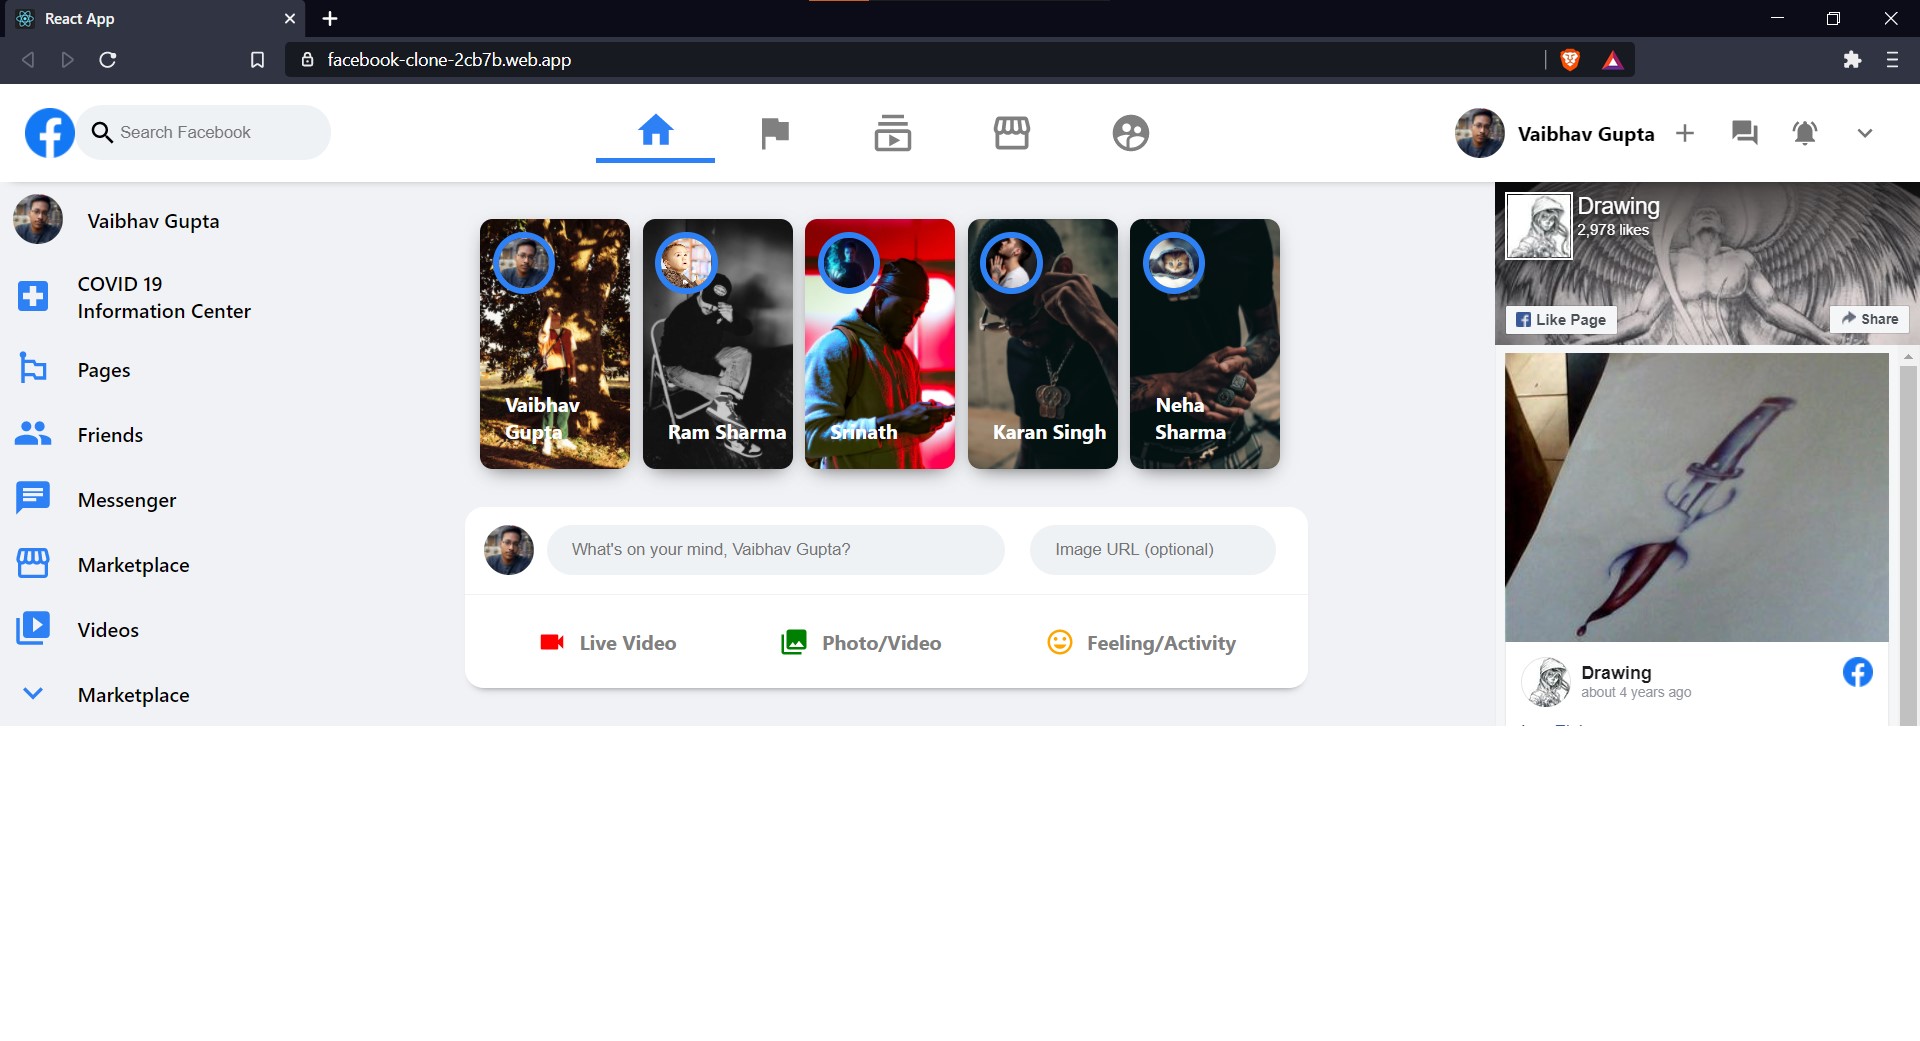 React App
facebook-clone-2cb7b.web.app
Search Facebook
Vaibhav Gupta
Vaibhav Gupta
COVID 19
Information Center
Pages
Friends
Messenger
Marketplace
Videos
Marketplace
Vaibhav
Gupta
Ram Sharma
Srinath
Karan Singh
Neha
Sharma
What's on your mind, Vaibhav Gupta?
Image URL (optional)
Live Video
Photo/Video
Feeling/Activity
Drawing
2,978 likes
Like Page
Share
Drawing
about 4 years ago